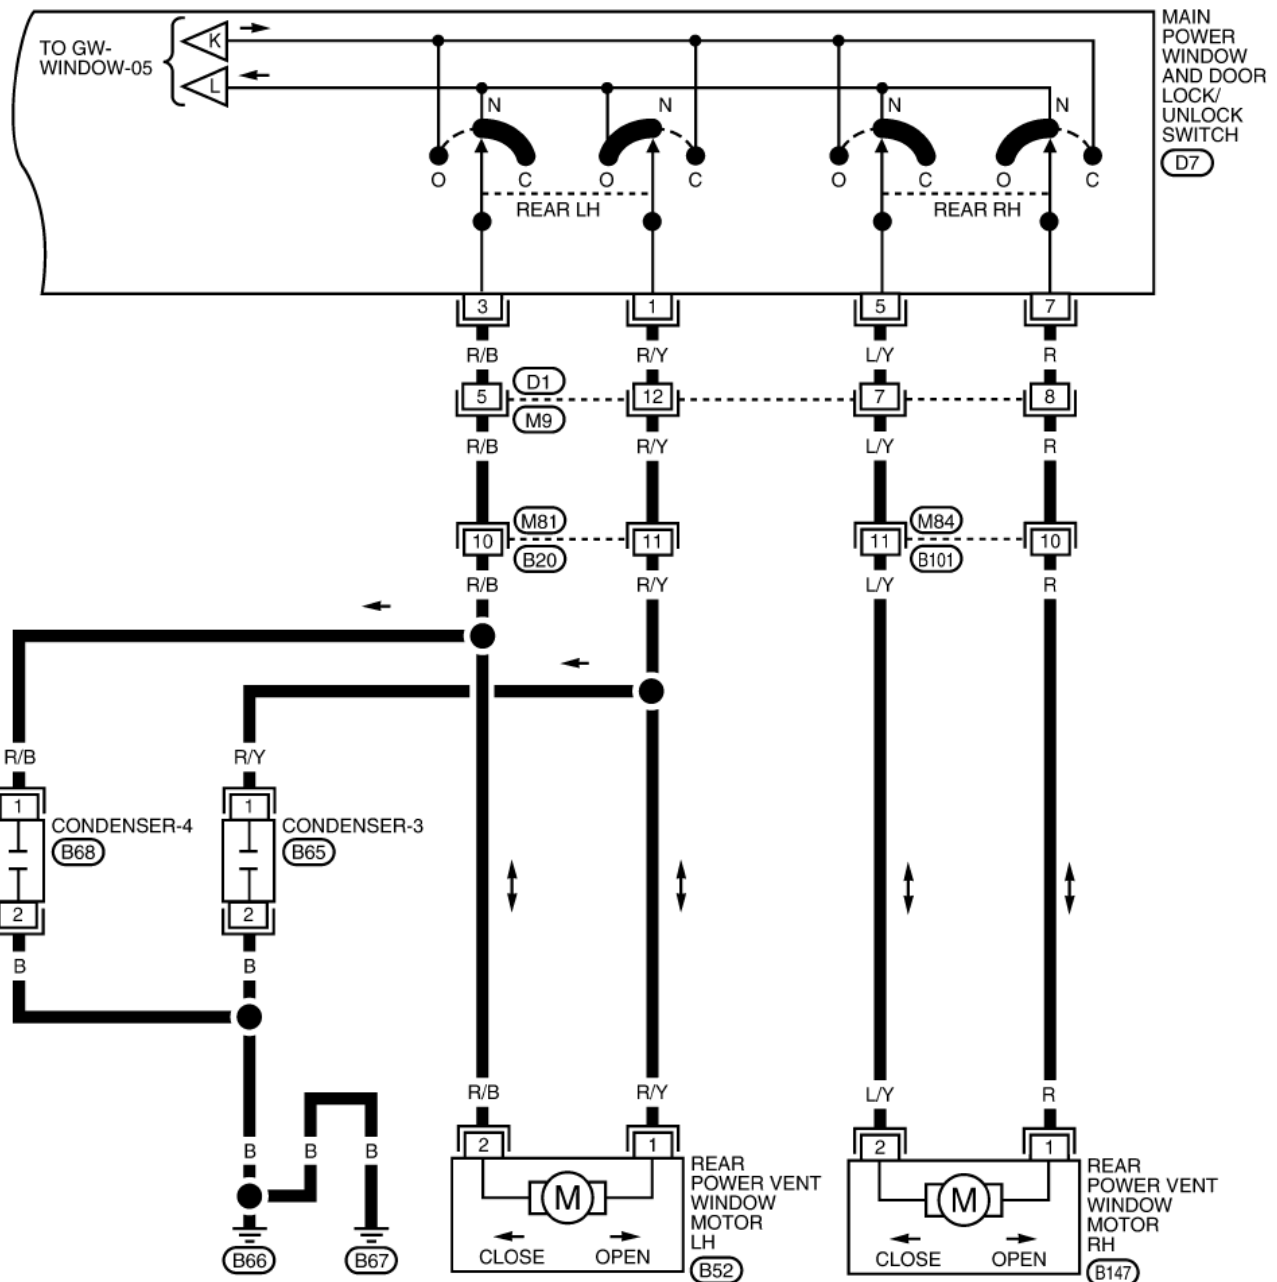 TO GW-
WINDOW-05
K
L
MAIN
POWER
WINDOW
AND DOOR
LOCK/
UNLOCK
SWITCH
D7
N N N N
O C O C O C O C
REAR LH REAR RH
3 1 5 7
R/B R/Y L/Y R
D1
5 12 7 8
M9
R/B R/Y L/Y R
M81 M84
10 11 11 10
B20 B101
R/B R/Y L/Y R
R/B R/Y
1 1
CONDENSER-4 CONDENSER-3
B68 B65
2 2
B B
R/B R/Y L/Y R
B B B
2 1 2 1
M M
CLOSE OPEN CLOSE OPEN
REAR
POWER VENT
WINDOW
MOTOR
LH
B52
REAR
POWER VENT
WINDOW
MOTOR
RH
B147
B66 B67